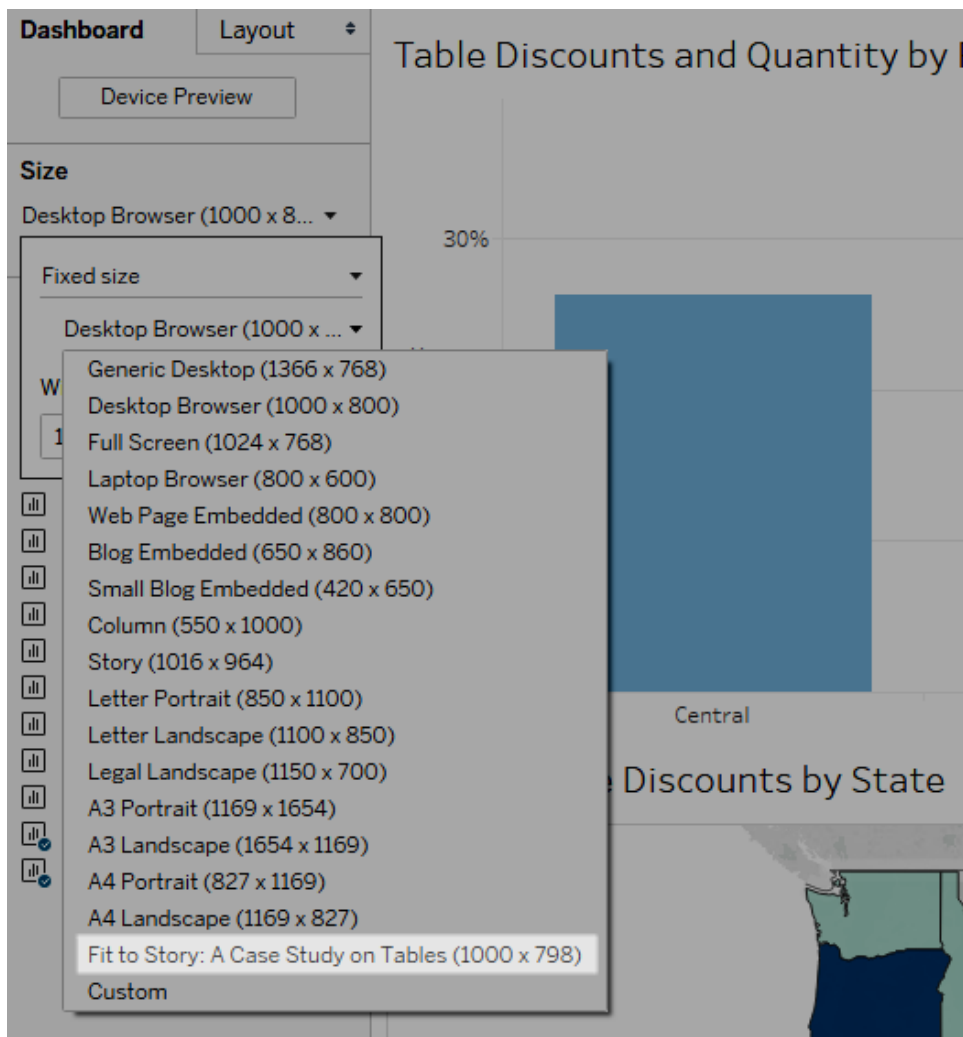 Dashboard
Layout
Device Preview
Size
Desktop Browser (1000 x 8...
Fixed size
Desktop Browser (1000 x ...
Generic Desktop (1366 x 768)
Desktop Browser (1000 x 800)
Full Screen (1024 x 768)
Laptop Browser (800 x 600)
Web Page Embedded (800 x 800)
Blog Embedded (650 x 860)
Small Blog Embedded (420 x 650)
Column (550 x 1000)
Story (1016 x 964)
Letter Portrait (850 x 1100)
Letter Landscape (1100 x 850)
Legal Landscape (1150 x 700)
A3 Portrait (1169 x 1654)
A3 Landscape (1654 x 1169)
A4 Portrait (827 x 1169)
A4 Landscape (1169 x 827)
Fit to Story: A Case Study on Tables (1000 x 798)
Custom
Table Discounts and Quantity by
30%
Central
Discounts by State